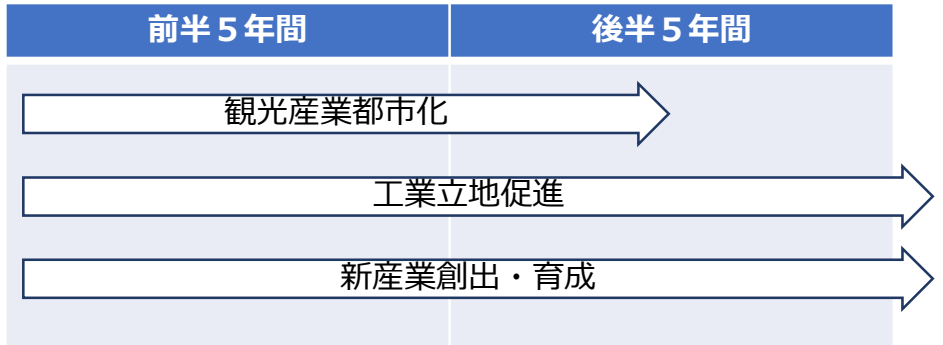 前半５年間
後半５年間
観光産業都市化
工業立地促進
新産業創出・育成